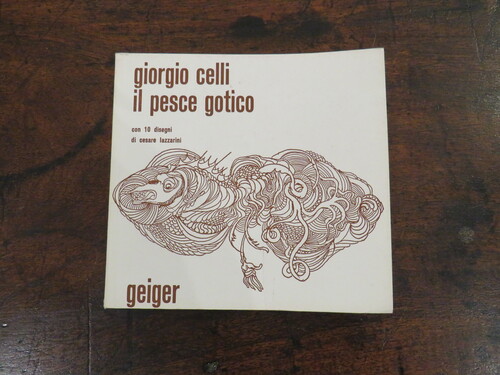 giorgio celli
il pesce gotico
con 10 disegni
di cesare lazzarini
geiger